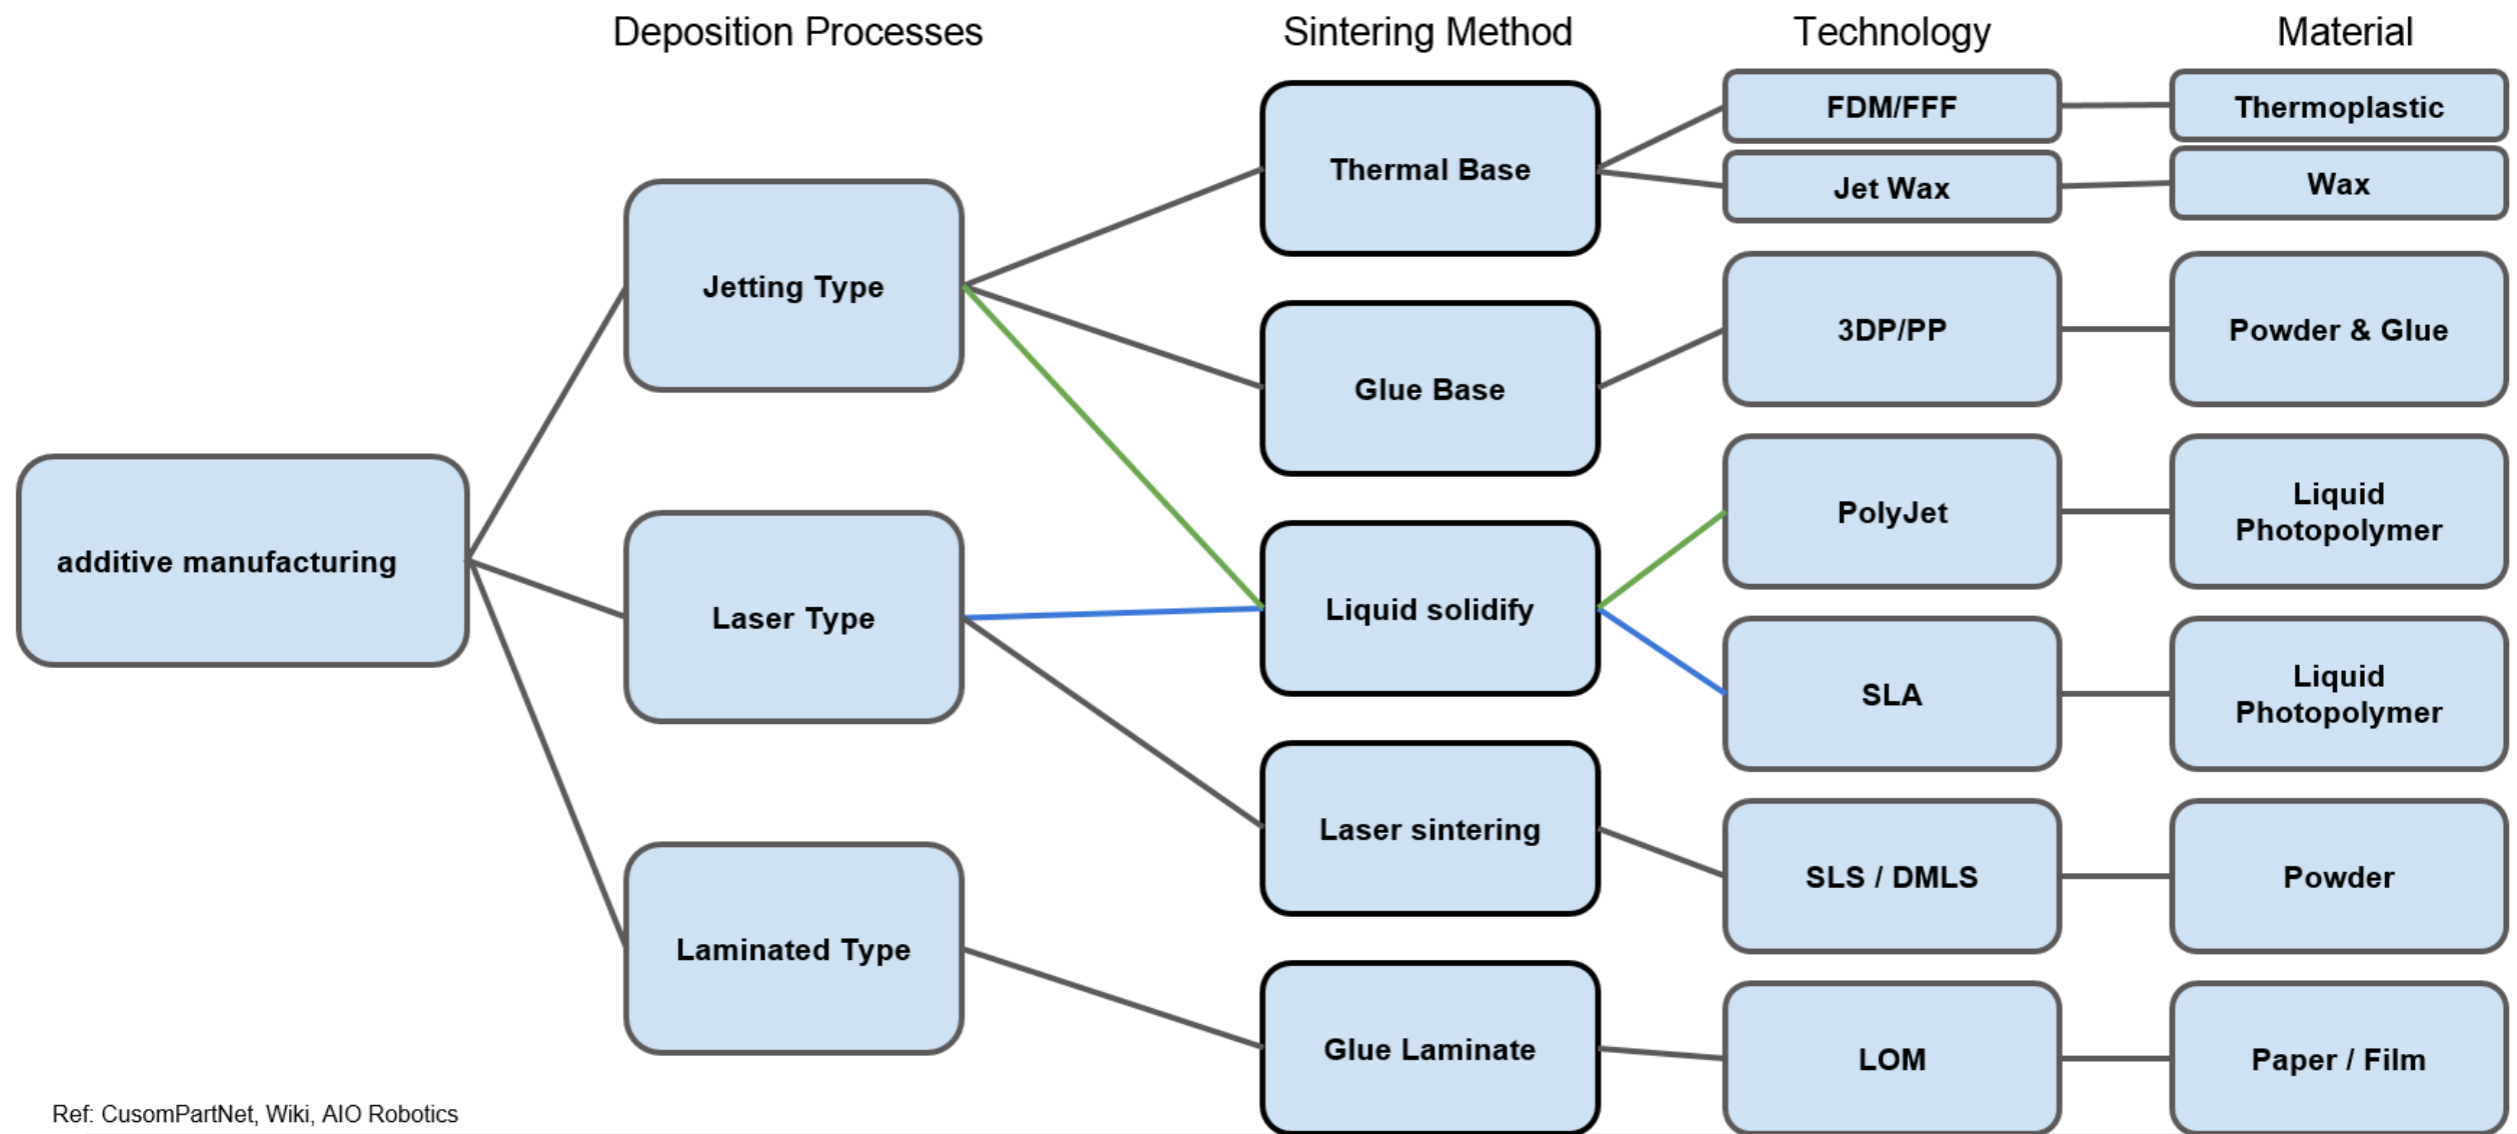 Deposition Processes
Sintering Method
Technology
Material
additive manufacturing
Jetting Type
Laser Type
Laminated Type
Thermal Base
Glue Base
Liquid solidify
Laser sintering
Glue Laminate
FDM/FFF
Jet Wax
3DP/PP
PolyJet
SLA
SLS / DMLS
LOM
Thermoplastic
Wax
Powder & Glue
Liquid
Photopolymer
Liquid
Photopolymer
Powder
Paper / Film
Ref: CusomPartNet, Wiki, AIO Robotics